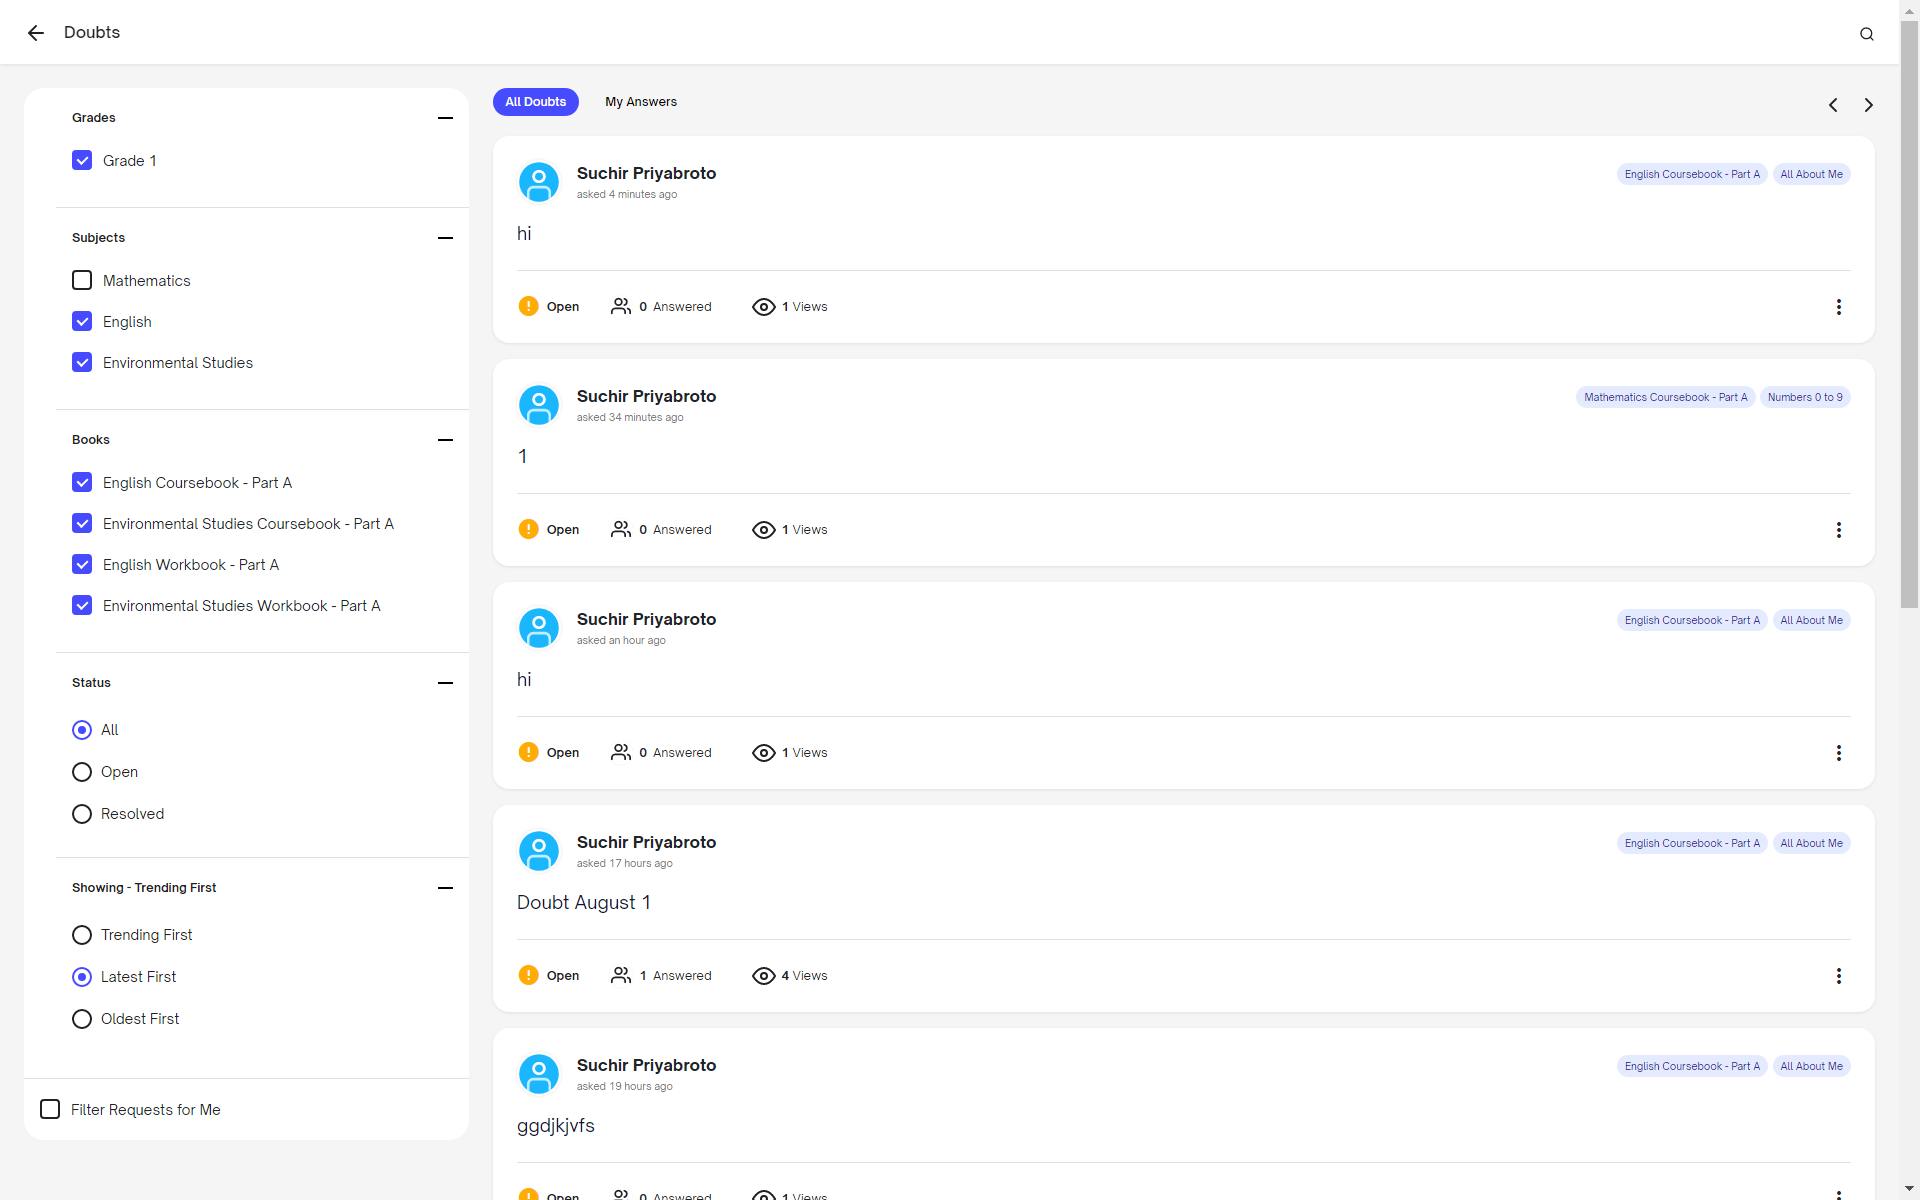 Doubts
Grades
Grade 1
Subjects
Mathematics
English
Environmental Studies
Books
English Coursebook - Part A
Environmental Studies Coursebook - Part A
English Workbook - Part A
Environmental Studies Workbook - Part A
Status
All
Open
Resolved
Showing - Trending First
Trending First
Latest First
Oldest First
Filter Requests for Me
All Doubts My Answers
Suchir Priyabroto English Coursebook - Part A All About Me
asked 4 minutes ago
hi
Open 0 Answered 1 Views
Suchir Priyabroto Mathematics Coursebook - Part A Numbers 0 to 9
asked 34 minutes ago
1
Open 0 Answered 1 Views
Suchir Priyabroto English Coursebook - Part A All About Me
asked an hour ago
hi
Open 0 Answered 1 Views
Suchir Priyabroto English Coursebook - Part A All About Me
asked 17 hours ago
Doubt August 1
Open 1 Answered 4 Views
Suchir Priyabroto English Coursebook - Part A All About Me
asked 19 hours ago
ggdjkjvfs
Open 0 Answered 1 Views